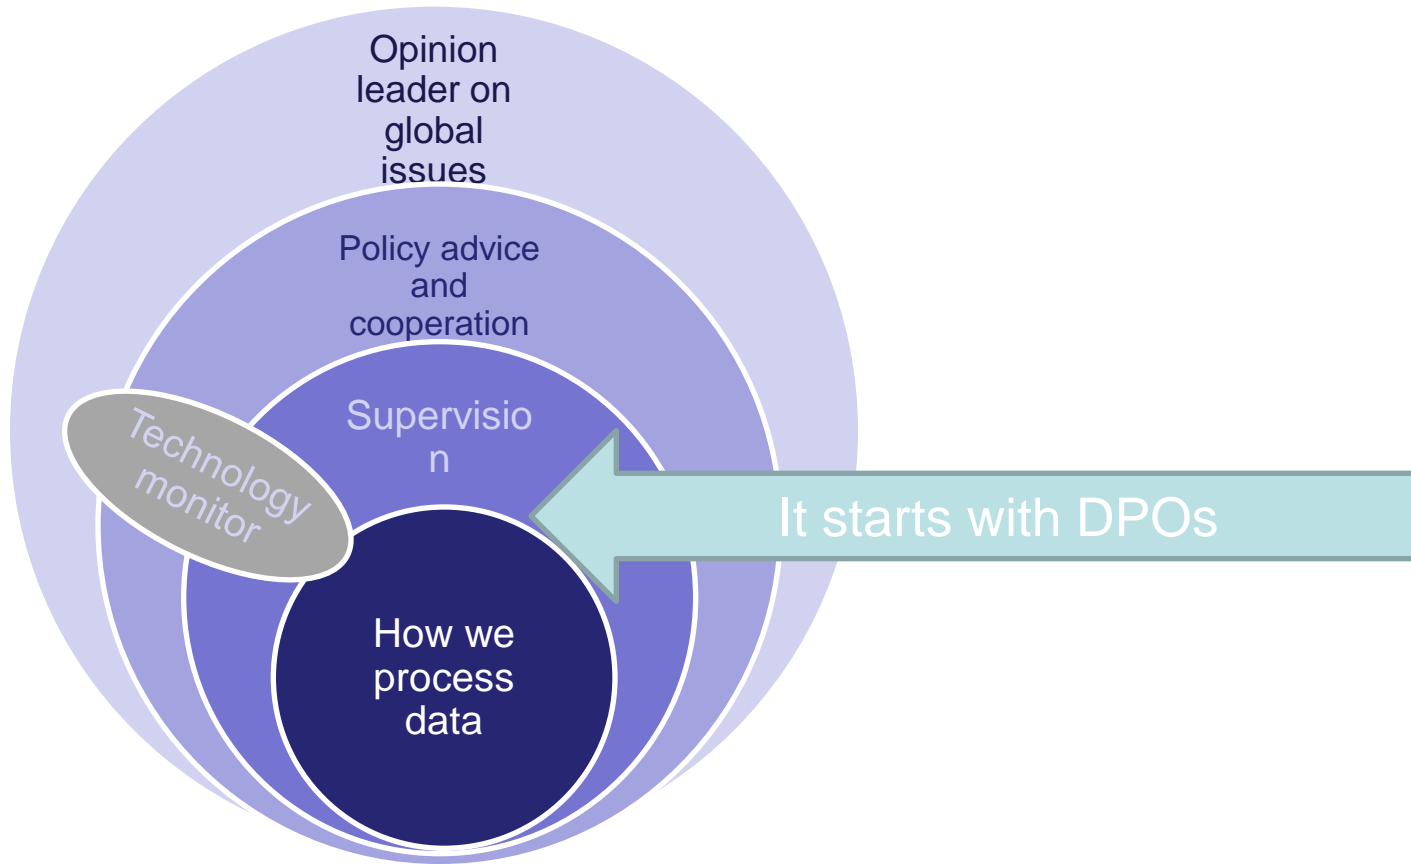 Opinion
leader on
global
issues
Policy advice
and
cooperation
Supervisio
n
Technology
monitor
It starts with DPOs
How we
process
data